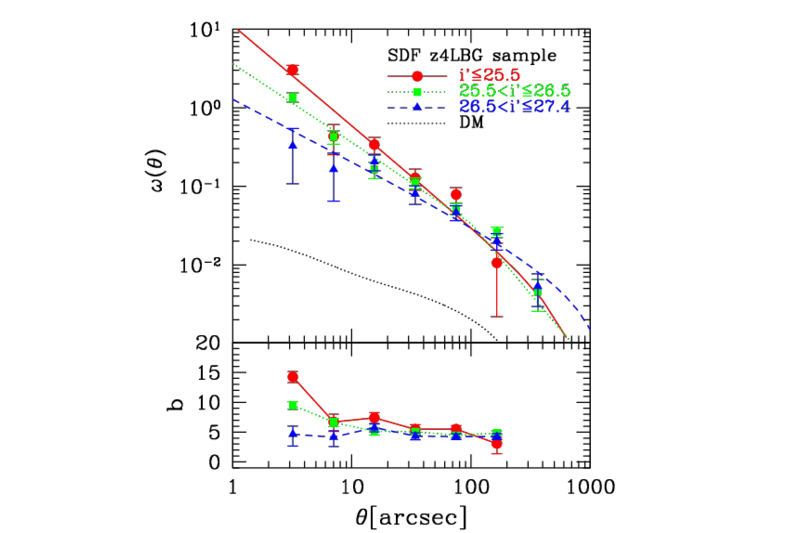 10¹
SDF z4LBG sample
i'≦25.5
25.5<i'≦26.5
26.5<i'≦27.4
DM
10⁰
ω(θ)
10⁻¹
10⁻²
20
15
10
5
0
b
1 10 100 1000
θ[arcsec]